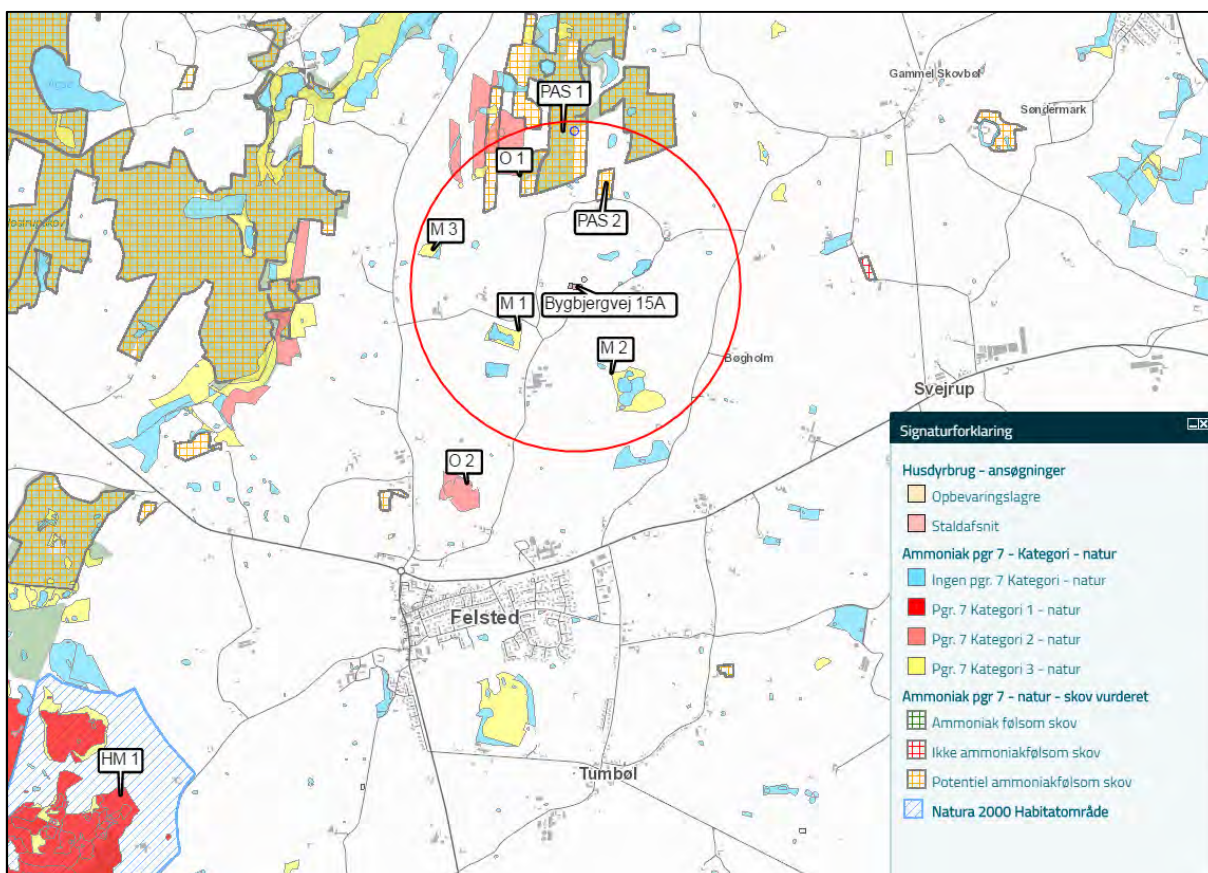 Gammel Skovbøl
PAS 1
Søndermark
O 1
PAS 2
M 3
M 1
Bygbjergvej 15A
M 2
Bøgholm
Svejrup
O 2
Felsted
Tumbøl
HM 1
Signaturforklaring
Husdyrbrug - ansøgninger
Opbevaringslagre
Staldafsnit
Ammoniak pgr 7 - Kategori - natur
Ingen pgr. 7 Kategori - natur
Pgr. 7 Kategori 1 - natur
Pgr. 7 Kategori 2 - natur
Pgr. 7 Kategori 3 - natur
Ammoniak pgr 7 - natur - skov vurderet
Ammoniak følsom skov
Ikke ammoniakfølsom skov
Potentiel ammoniakfølsom skov
Natura 2000 Habitatområde